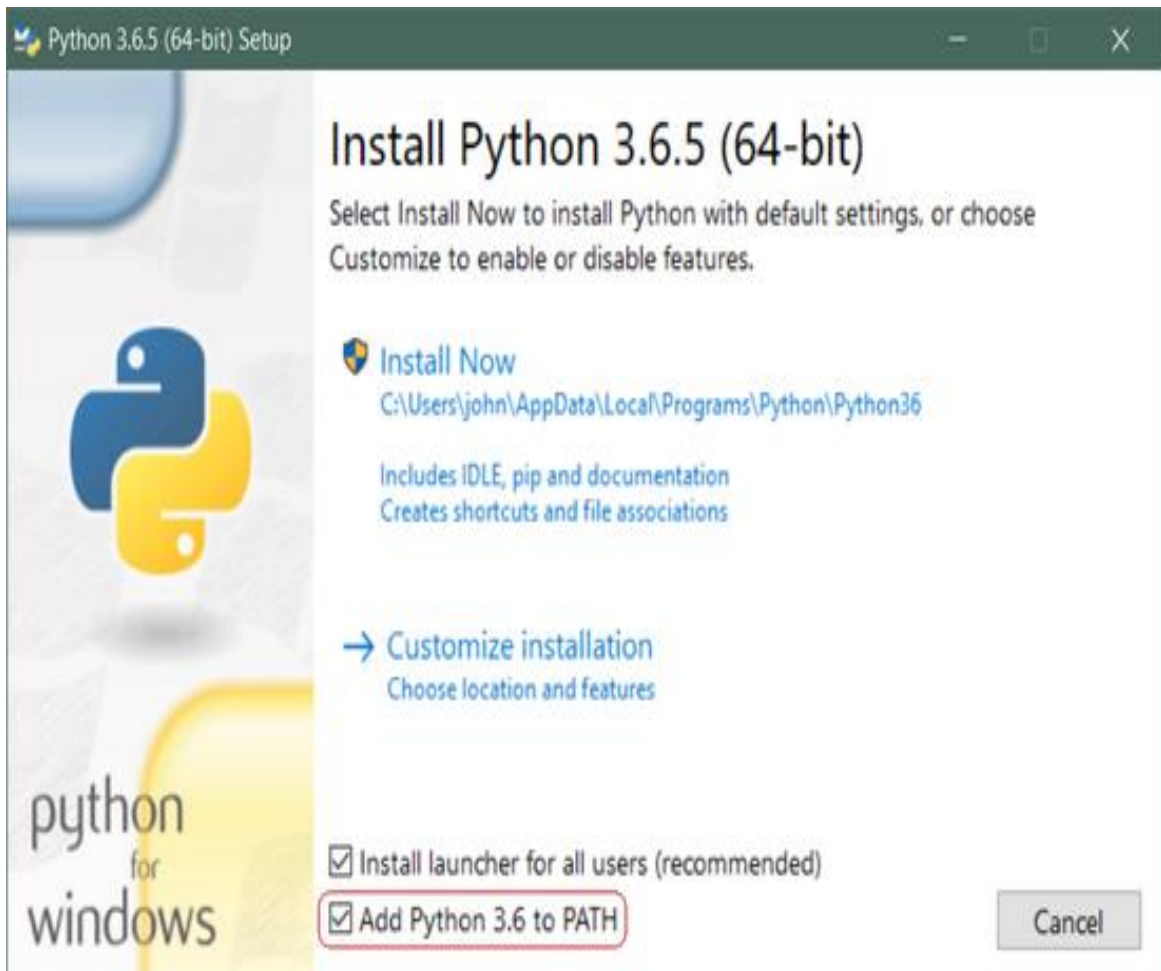 Python 3.6.5 (64-bit) Setup
Install Python 3.6.5 (64-bit)
Select Install Now to install Python with default settings, or choose
Customize to enable or disable features.
Install Now
C:\Users\john\AppData\Local\Programs\Python\Python36
Includes IDLE, pip and documentation
Creates shortcuts and file associations
Customize installation
Choose location and features
python
for
windows
Install launcher for all users (recommended)
Add Python 3.6 to PATH
Cancel